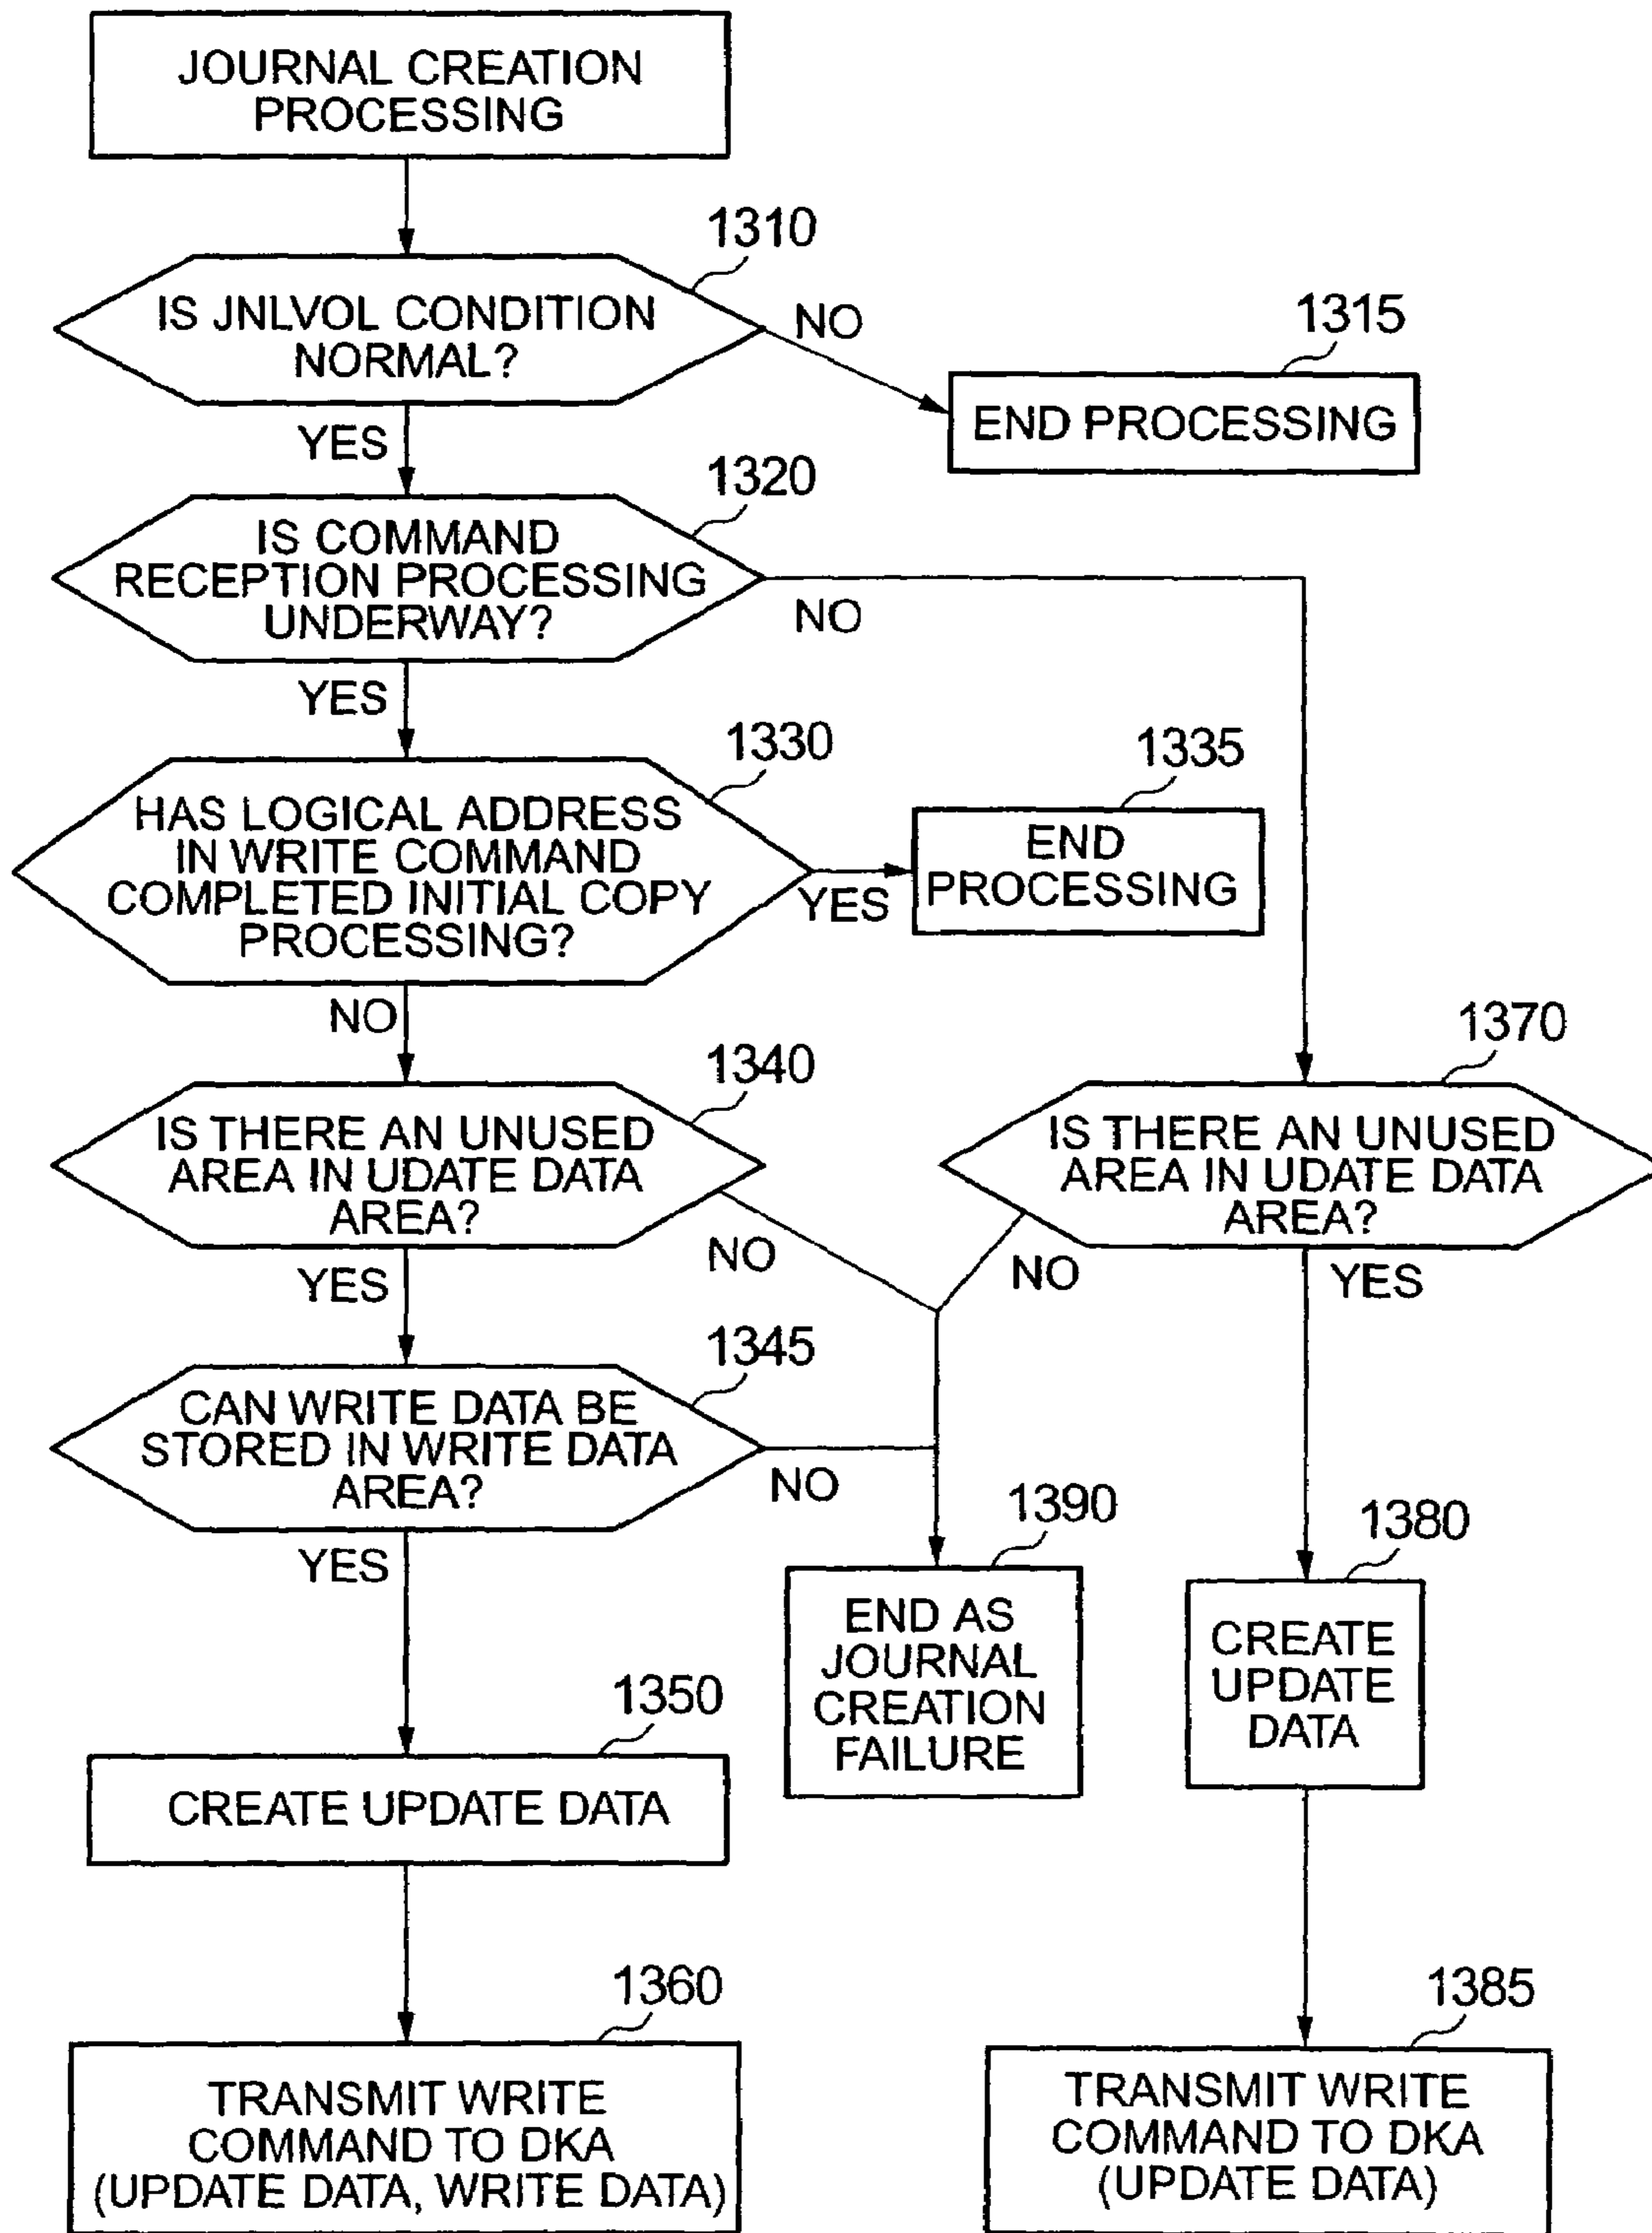 JOURNAL CREATION
PROCESSING
1310
IS JNLVOL CONDITION
NORMAL?
NO
1315
END PROCESSING
YES
1320
IS COMMAND
RECEPTION PROCESSING
UNDERWAY?
NO
YES
1330
HAS LOGICAL ADDRESS
IN WRITE COMMAND
COMPLETED INITIAL COPY
PROCESSING?
YES
1335
END
PROCESSING
NO
1340
IS THERE AN UNUSED
AREA IN UDATE DATA
AREA?
NO
1370
IS THERE AN UNUSED
AREA IN UDATE DATA
AREA?
NO
YES
YES
1345
CAN WRITE DATA BE
STORED IN WRITE DATA
AREA?
NO
YES
1390
END AS
JOURNAL
CREATION
FAILURE
1380
CREATE
UPDATE
DATA
1350
CREATE UPDATE DATA
1360
TRANSMIT WRITE
COMMAND TO DKA
(UPDATE DATA, WRITE DATA)
1385
TRANSMIT WRITE
COMMAND TO DKA
(UPDATE DATA)